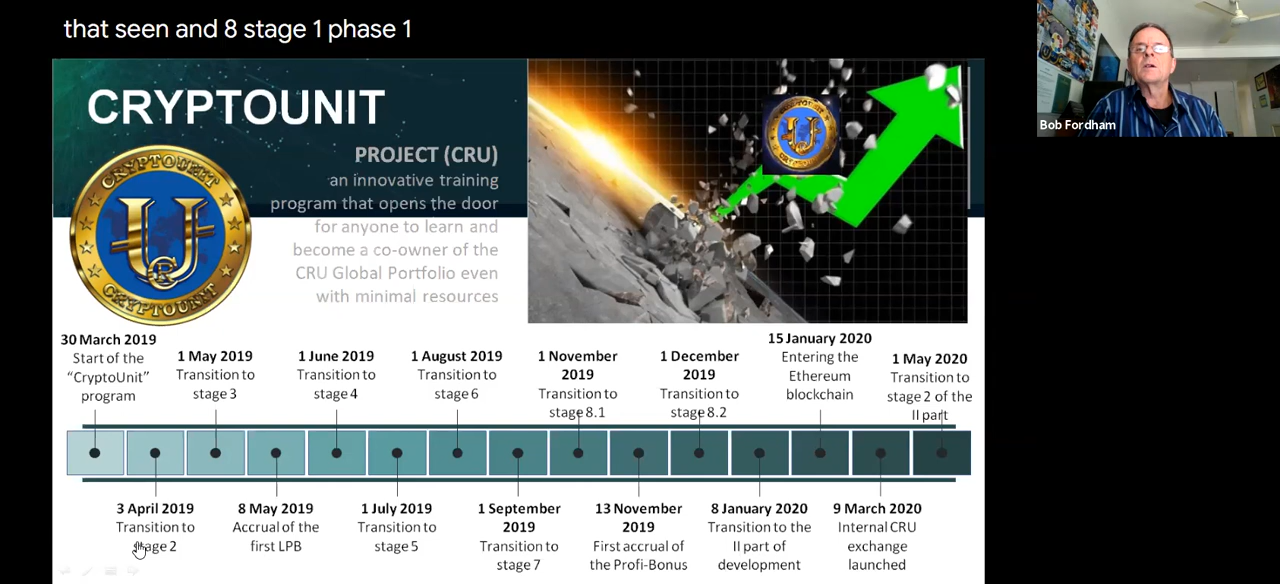 that seen and 8 stage 1 phase 1
CRYPTOUNIT
PROJECT (CRU)
an innovative training
program that opens the door
for anyone to learn and
become a co-owner of the
CRU Global Portfolio even
with minimal resources
CRYPTOUNIT
CRYPTOUNIT
Bob Fordham
30 March 2019
Start of the
“CryptoUnit”
program
1 May 2019
Transition to
stage 3
1 June 2019
Transition to
stage 4
1 August 2019
Transition to
stage 6
1 November
2019
Transition to
stage 8.1
1 December
2019
Transition to
stage 8.2
15 January 2020
Entering the
Ethereum
blockchain
1 May 2020
Transition to
stage 2 of the
II part
3 April 2019
Transition to
stage 2
8 May 2019
Accrual of the
first LPB
1 July 2019
Transition to
stage 5
1 September
2019
Transition to
stage 7
13 November
2019
First accrual of
the Profi-Bonus
8 January 2020
Transition to the
II part of
development
9 March 2020
Internal CRU
exchange
launched